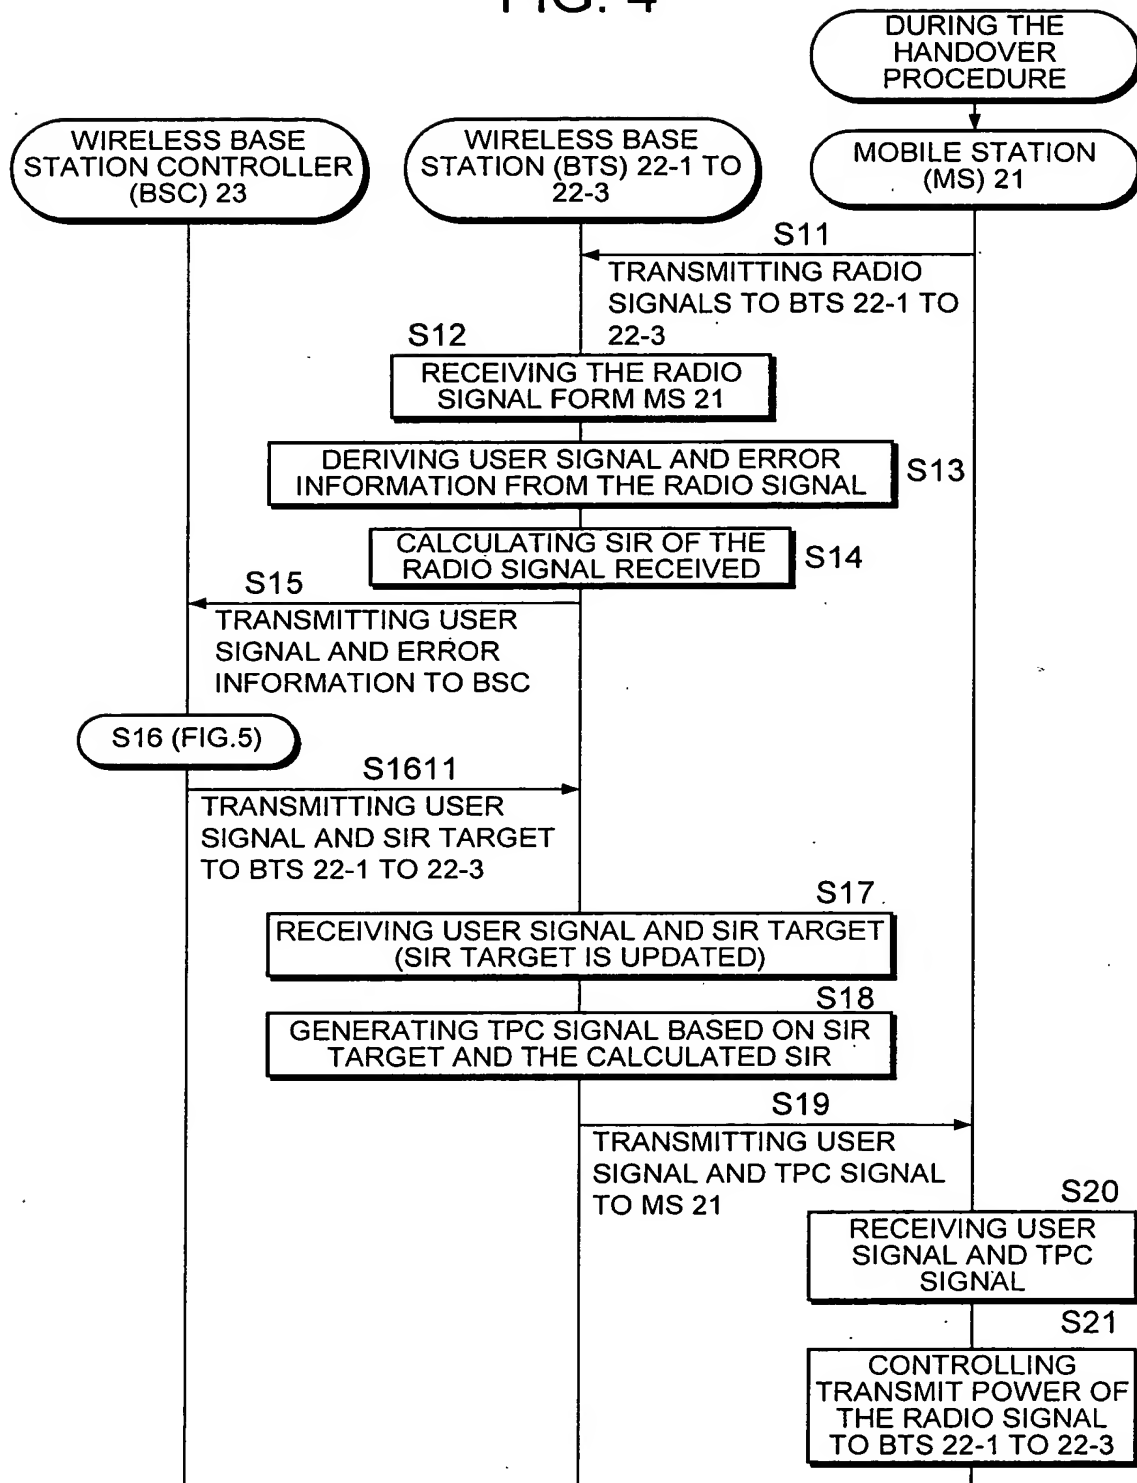 FIG. 4
DURING THE
HANDOVER
PROCEDURE
WIRELESS BASE
STATION CONTROLLER
(BSC) 23
WIRELESS BASE
STATION (BTS) 22-1 TO
22-3
MOBILE STATION
(MS) 21
S11
TRANSMITTING RADIO
SIGNALS TO BTS 22-1 TO
22-3
S12
RECEIVING THE RADIO
SIGNAL FORM MS 21
DERIVING USER SIGNAL AND ERROR
INFORMATION FROM THE RADIO SIGNAL
S13
CALCULATING SIR OF THE
RADIO SIGNAL RECEIVED
S14
S15
TRANSMITTING USER
SIGNAL AND ERROR
INFORMATION TO BSC
S16 (FIG.5)
S1611
TRANSMITTING USER
SIGNAL AND SIR TARGET
TO BTS 22-1 TO 22-3
S17
RECEIVING USER SIGNAL AND SIR TARGET
(SIR TARGET IS UPDATED)
S18
GENERATING TPC SIGNAL BASED ON SIR
TARGET AND THE CALCULATED SIR
S19
TRANSMITTING USER
SIGNAL AND TPC SIGNAL
TO MS 21
S20
RECEIVING USER
SIGNAL AND TPC
SIGNAL
S21
CONTROLLING
TRANSMIT POWER OF
THE RADIO SIGNAL
TO BTS 22-1 TO 22-3